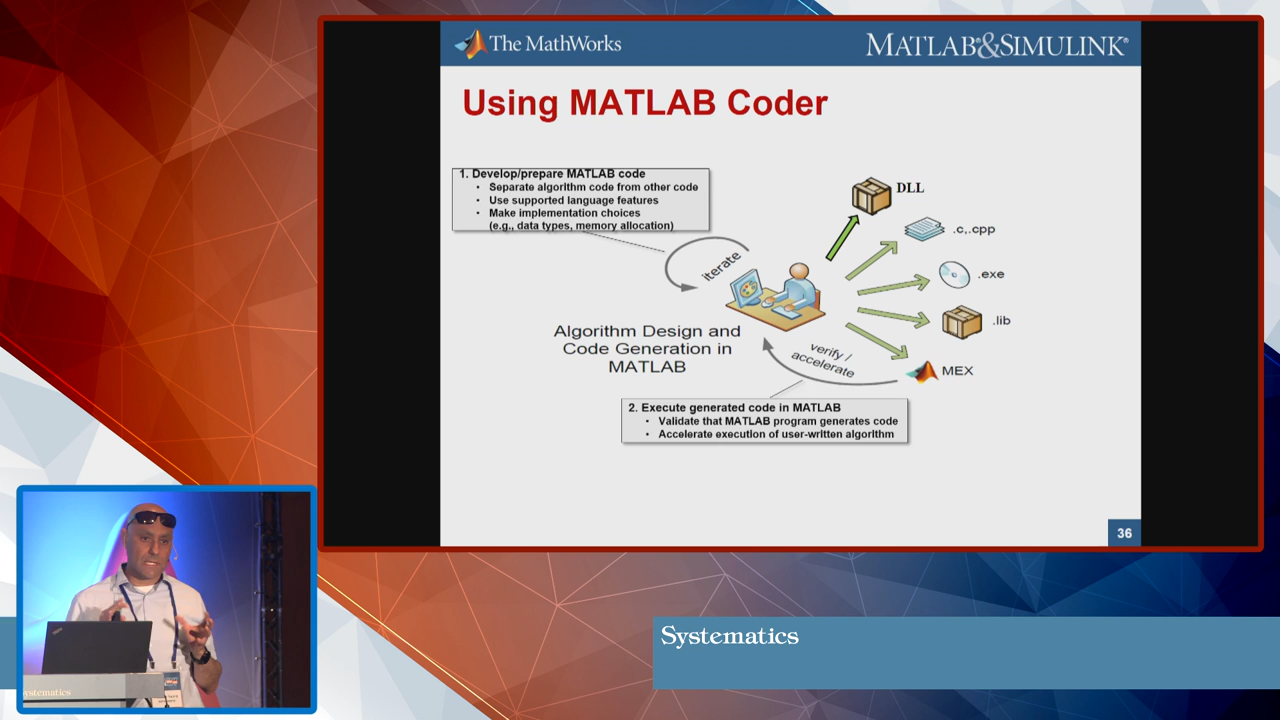 The MathWorks
MATLAB&SIMULINK®
Using MATLAB Coder
1. Develop/prepare MATLAB code
• Separate algorithm code from other code
• Use supported language features
• Make implementation choices
(e.g., data types, memory allocation)
DLL
.c,.cpp
iterate
.exe
.lib
Algorithm Design and
Code Generation in
MATLAB
verify /
accelerate
MEX
2. Execute generated code in MATLAB
• Validate that MATLAB program generates code
• Accelerate execution of user-written algorithm
36
Systematics
ystematics